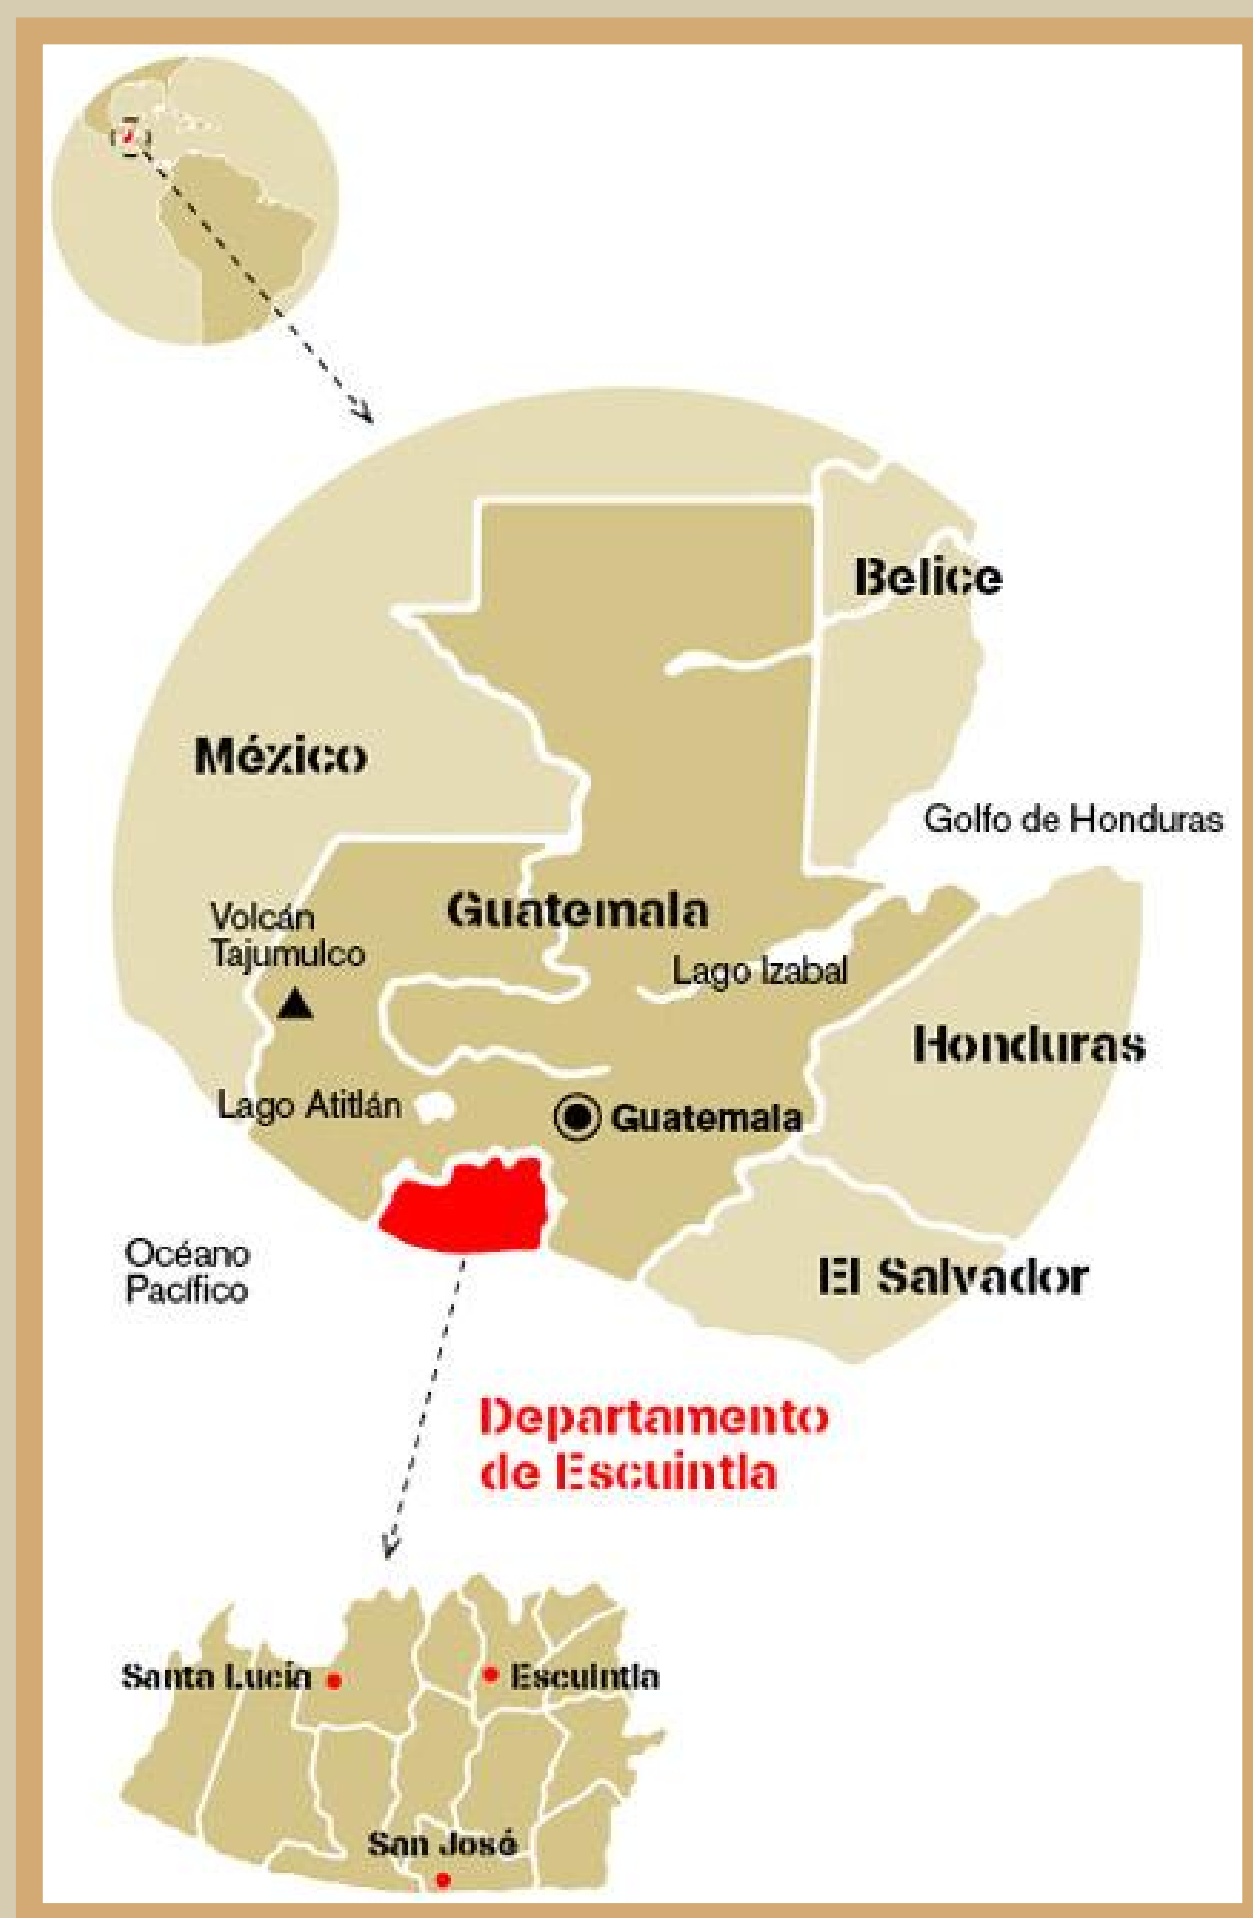 Belice
México
Golfo de Honduras
Guatemala
Volcán
Tajumulco
Lago Izabal
Honduras
Lago Atitlán
Guatemala
Océano
Pacífico
El Salvador
Departamento
de Escuintla
Santa Lucía
Escuintla
San José